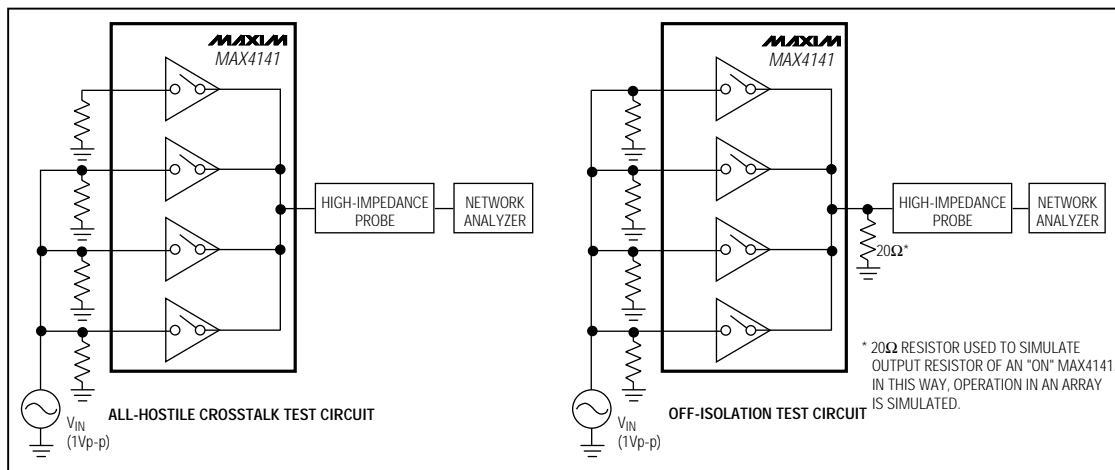 MAXIM
MAX4141
HIGH-IMPEDANCE
PROBE
NETWORK
ANALYZER
VIN
(1Vp-p)
ALL-HOSTILE CROSSTALK TEST CIRCUIT
MAXIM
MAX4141
HIGH-IMPEDANCE
PROBE
NETWORK
ANALYZER
20Ω*
* 20Ω RESISTOR USED TO SIMULATE
OUTPUT RESISTOR OF AN "ON" MAX4141.
IN THIS WAY, OPERATION IN AN ARRAY
IS SIMULATED.
VIN
(1Vp-p)
OFF-ISOLATION TEST CIRCUIT